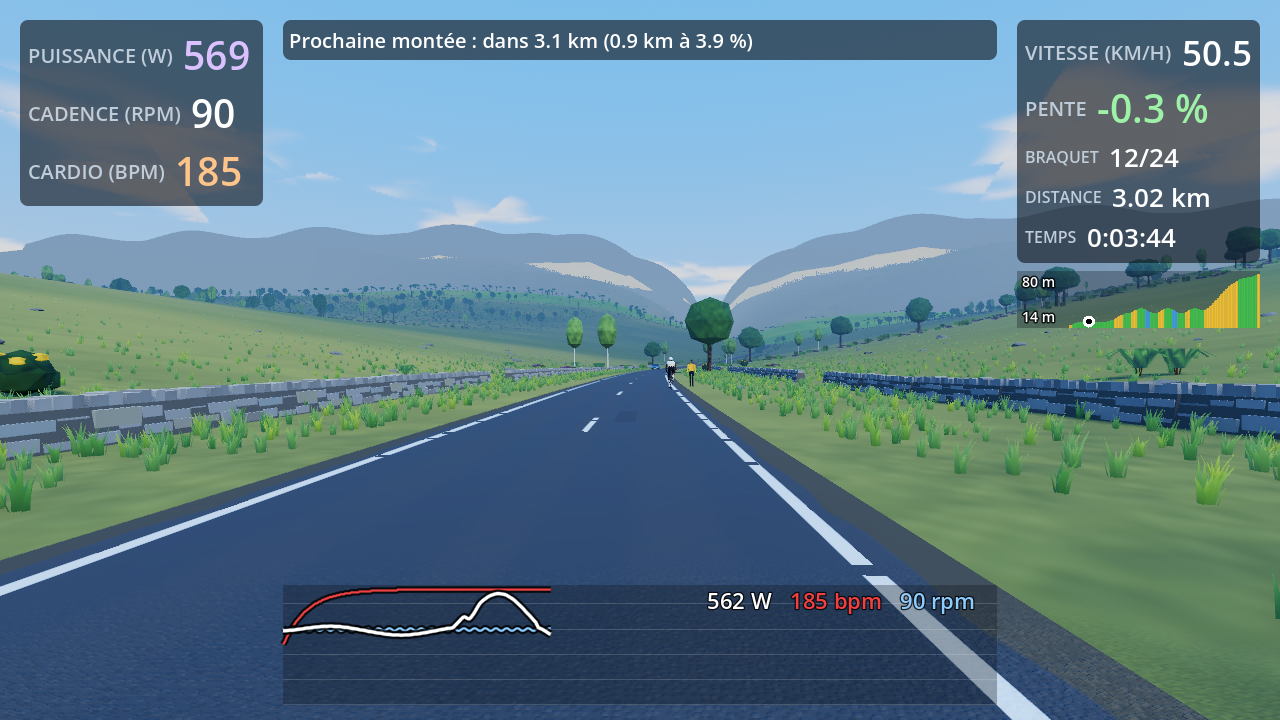 PUISSANCE (W) 569
CADENCE (RPM) 90
CARDIO (BPM) 185
Prochaine montée : dans 3.1 km (0.9 km à 3.9 %)
VITESSE (KM/H) 50.5
PENTE -0.3 %
BRAQUET 12/24
DISTANCE 3.02 km
TEMPS 0:03:44
80 m
14 m
562 W 185 bpm 90 rpm